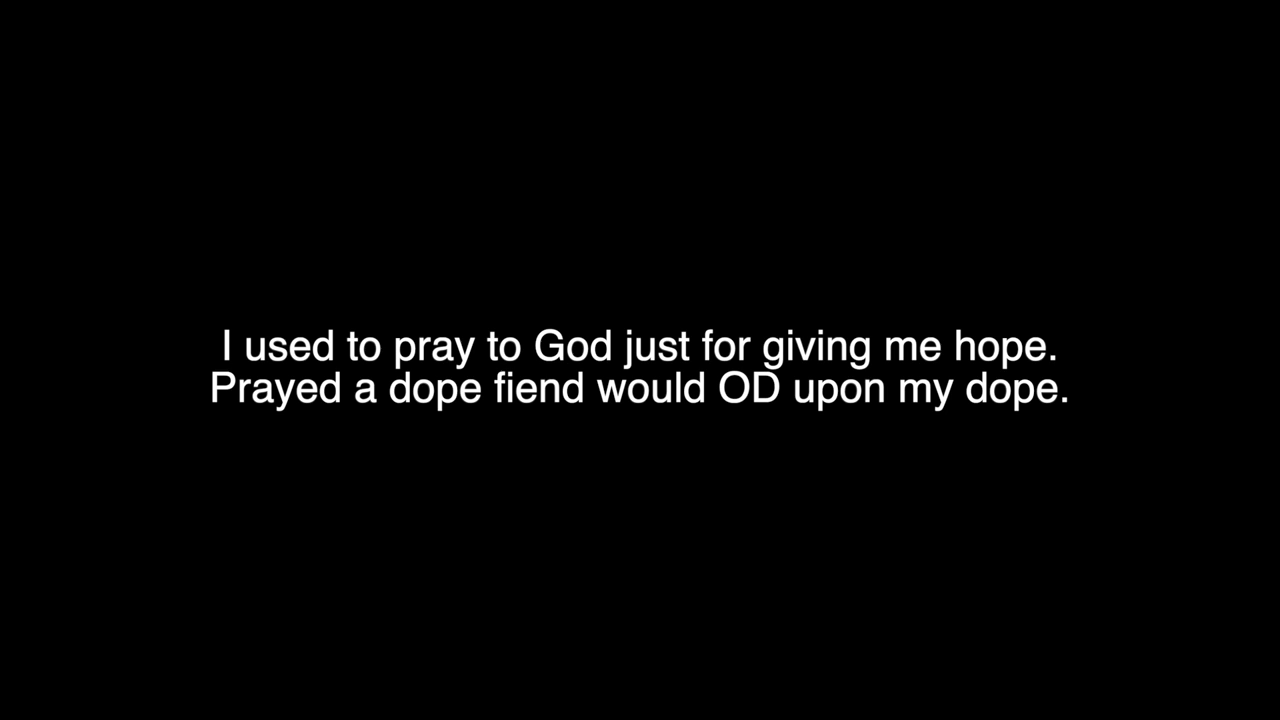 I used to pray to God just for giving me hope.
Prayed a dope fiend would OD upon my dope.